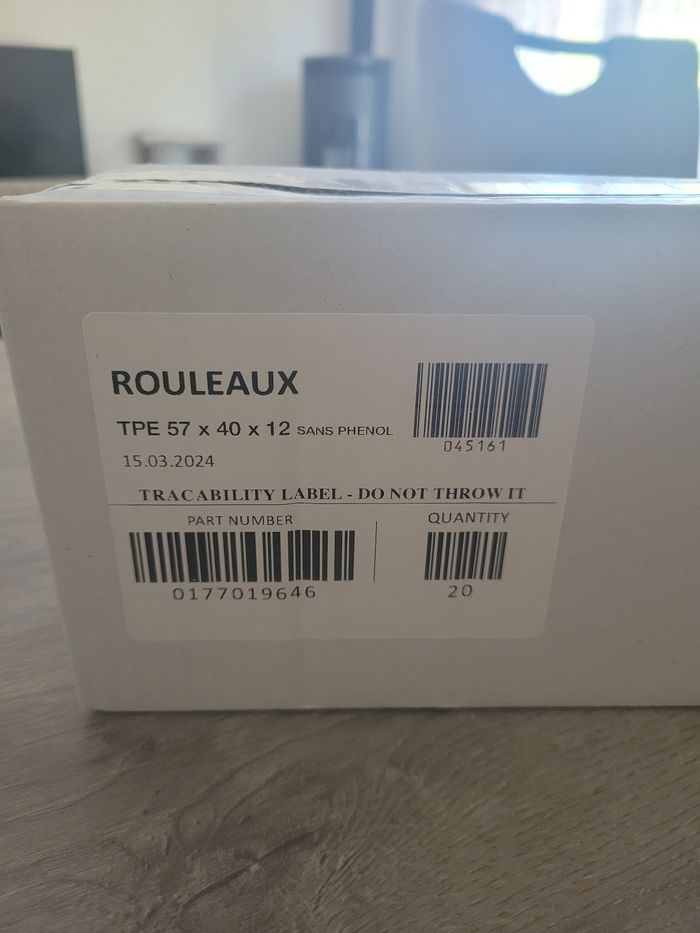 ROULEAUX
TPE 57 x 40 x 12 SANS PHENOL
15.03.2024
045161
TRACABILITY LABEL - DO NOT THROW IT
PART NUMBER
0177019646
QUANTITY
20